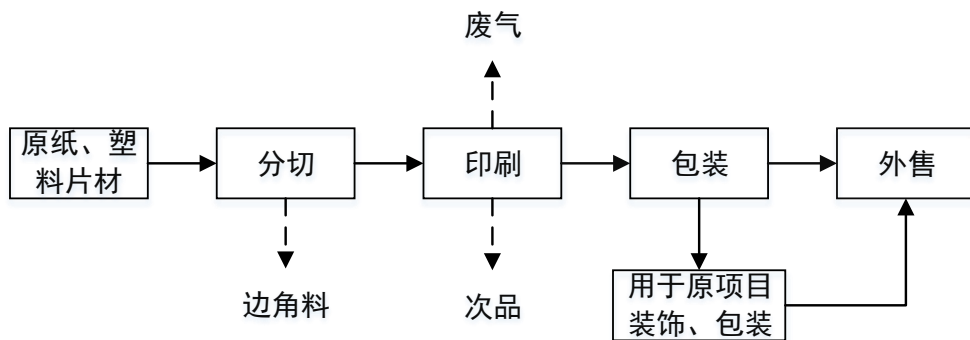 废气
原纸、塑
料片材
分切
印刷
包装
外售
边角料
次品
用于原项目
装饰、包装